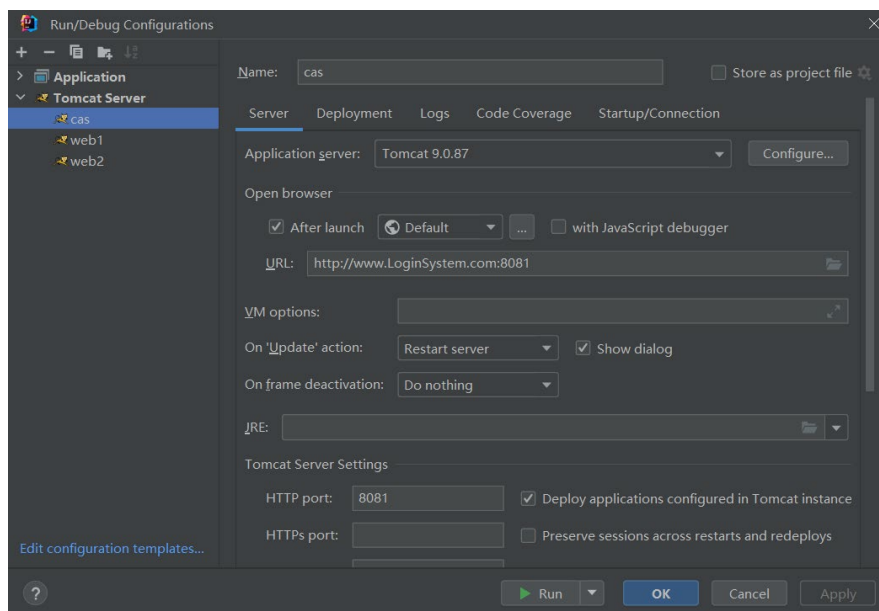 Run/Debug Configurations
Application
Tomcat Server
cas
web1
web2
Edit configuration templates...
Name: cas
Store as project file
Server Deployment Logs Code Coverage Startup/Connection
Application server: Tomcat 9.0.87 Configure...
Open browser
After launch Default ... with JavaScript debugger
URL: http://www.LoginSystem.com:8081
VM options:
On 'Update' action: Restart server Show dialog
On frame deactivation: Do nothing
JRE:
Tomcat Server Settings
HTTP port: 8081 Deploy applications configured in Tomcat instance
HTTPs port: Preserve sessions across restarts and redeploys
? Run OK Cancel Apply